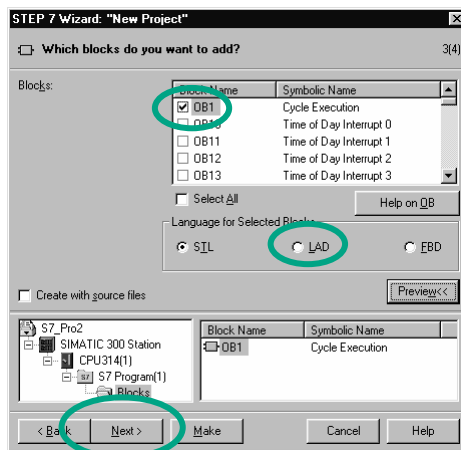 STEP 7 Wizard: "New Project"
Which blocks do you want to add? 3(4)
Blocks:
Block Name Symbolic Name
OB1 Cycle Execution
OB10 Time of Day Interrupt 0
OB11 Time of Day Interrupt 1
OB12 Time of Day Interrupt 2
OB13 Time of Day Interrupt 3
Select All
Help on OB
Language for Selected Blocks
STL LAD FBD
Create with source files
Preview<<
S7_Pro2
SIMATIC 300 Station
CPU314(1)
S7 Program(1)
Blocks
Block Name Symbolic Name
OB1 Cycle Execution
< Back Next > Make Cancel Help